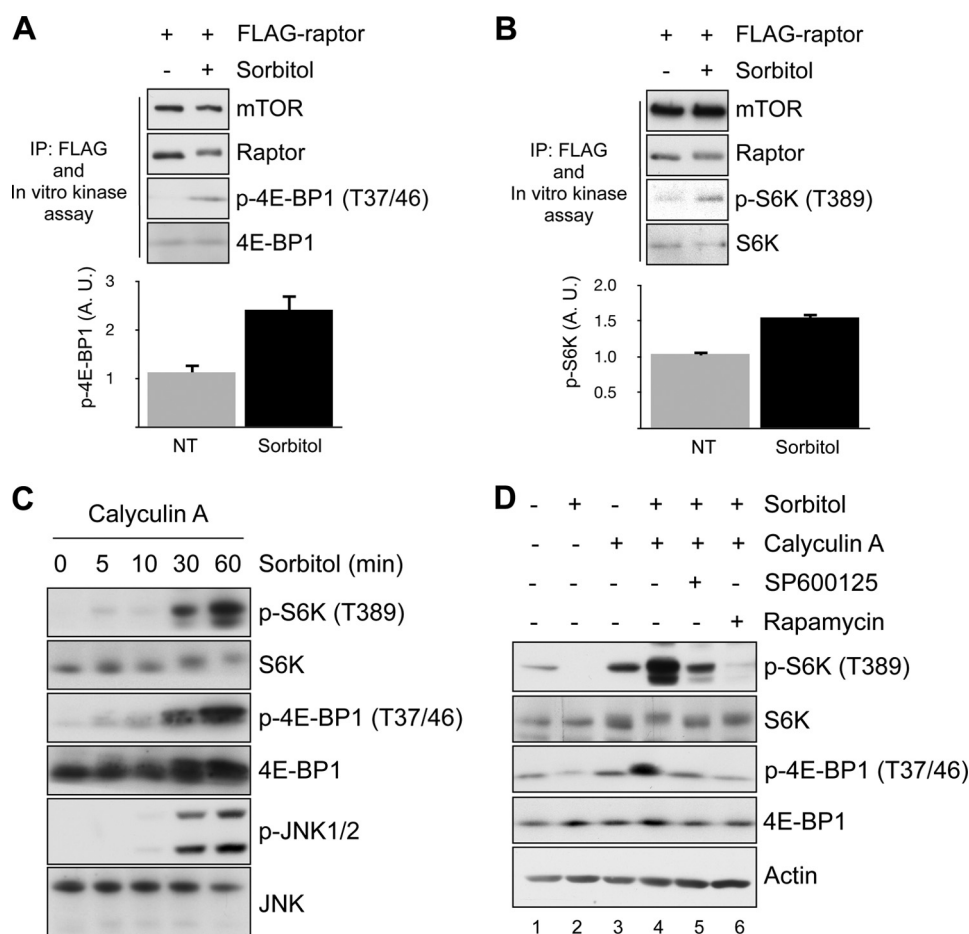 A
+ + FLAG-raptor
- + Sorbitol
mTOR
Raptor
p-4E-BP1 (T37/46)
4E-BP1
IP: FLAG
and
In vitro kinase
assay
p-4E-BP1 (A. U.)
3
2
1
NT Sorbitol
B
+ + FLAG-raptor
- + Sorbitol
mTOR
Raptor
p-S6K (T389)
S6K
IP: FLAG
and
In vitro kinase
assay
p-S6K (A. U.)
2.0
1.5
1.0
0.5
NT Sorbitol
C
Calyculin A
0 5 10 30 60 Sorbitol (min)
p-S6K (T389)
S6K
p-4E-BP1 (T37/46)
4E-BP1
p-JNK1/2
JNK
D
- + - + + + Sorbitol
- - + + + + Calyculin A
- - - - + - SP600125
- - - - - + Rapamycin
p-S6K (T389)
S6K
p-4E-BP1 (T37/46)
4E-BP1
Actin
1 2 3 4 5 6